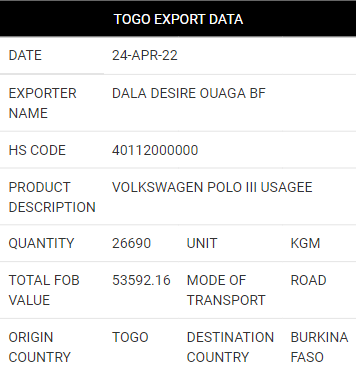 TOGO EXPORT DATA
DATE 24-APR-22
EXPORTER DALA DESIRE OUAGA BF
NAME
HS CODE 40112000000
PRODUCT VOLKSWAGEN POLO III USAGEE
DESCRIPTION
QUANTITY 26690 UNIT KGM
TOTAL FOB 53592.16 MODE OF ROAD
VALUE TRANSPORT
ORIGIN TOGO DESTINATION BURKINA
COUNTRY COUNTRY FASO